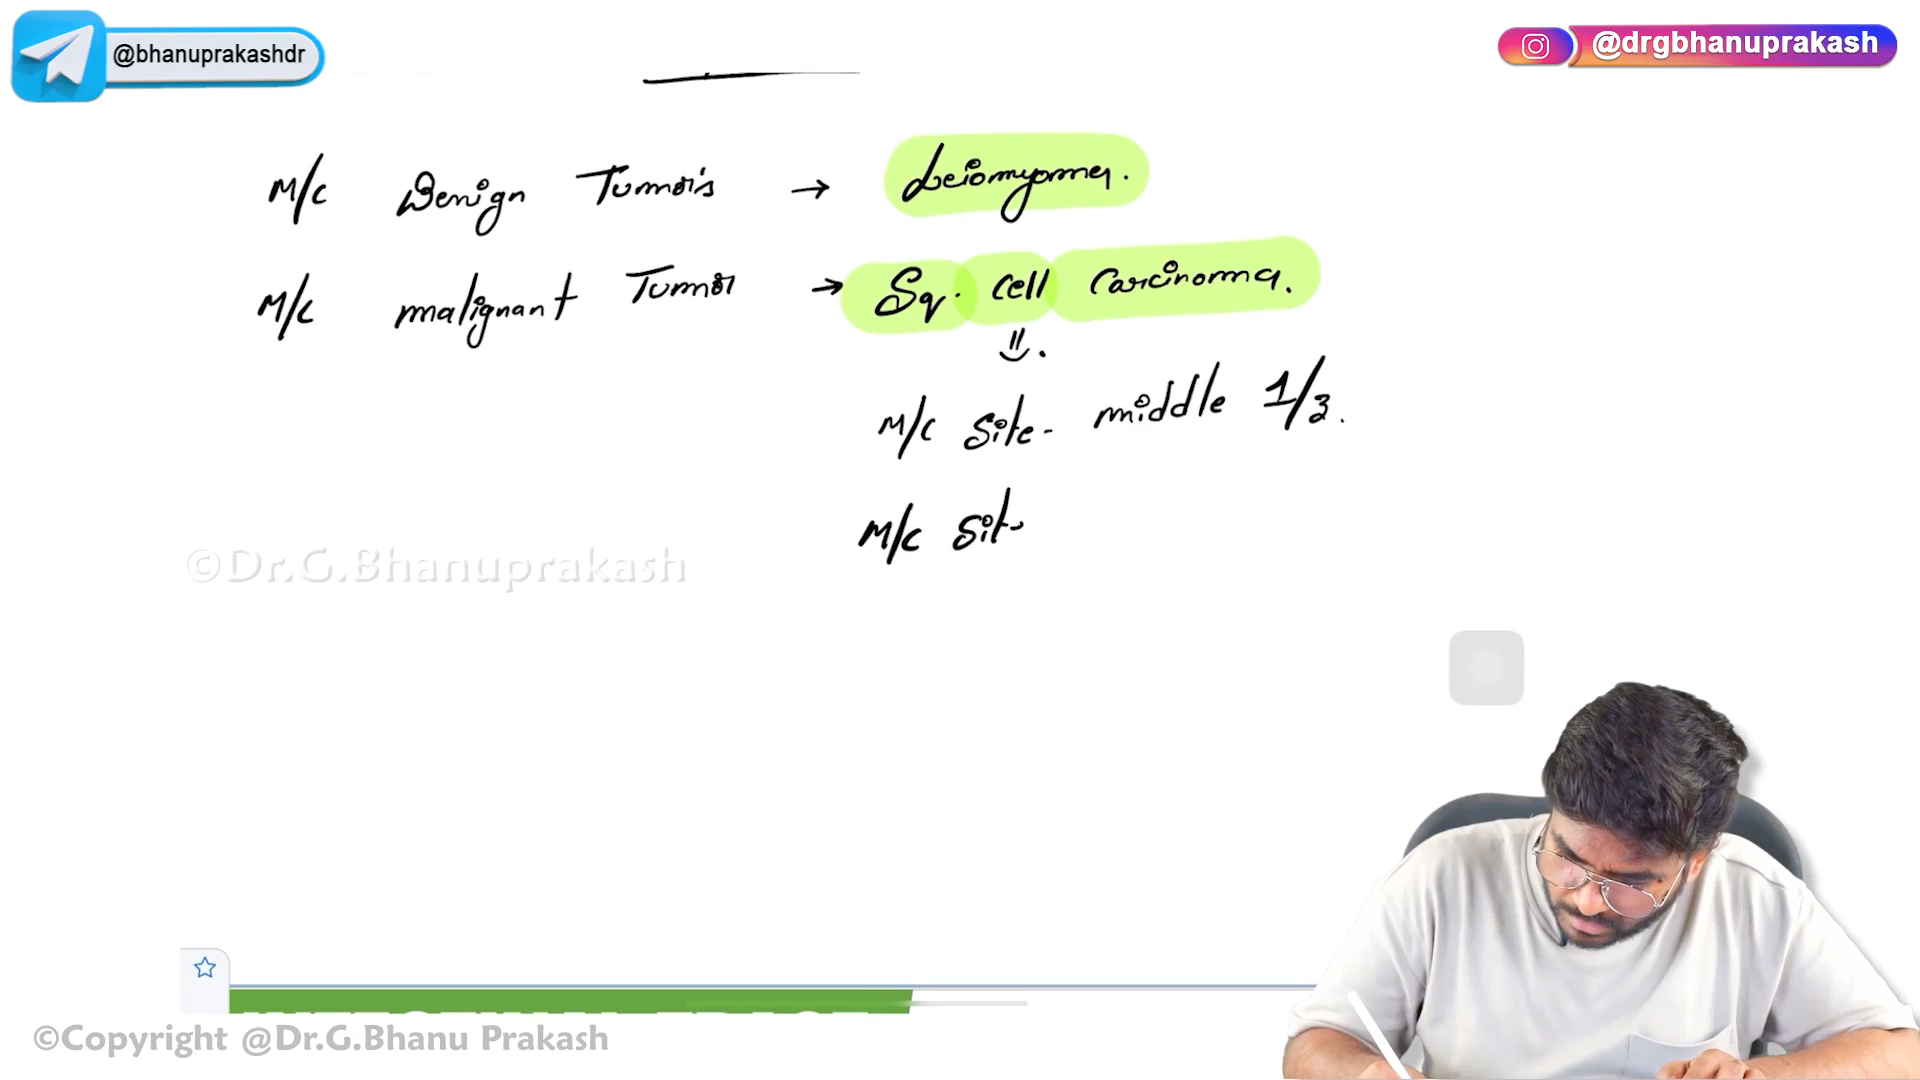 @bhanuprakashdr
@drgbhanuprakash
M/C Benign Tumors → Leiomyoma.
M/C malignant Tumor → Sq. cell Carcinoma.
M/C Site - middle 1/3.
M/C Site
©Dr.G.Bhanuprakash
©Copyright @Dr.G.Bhanu Prakash